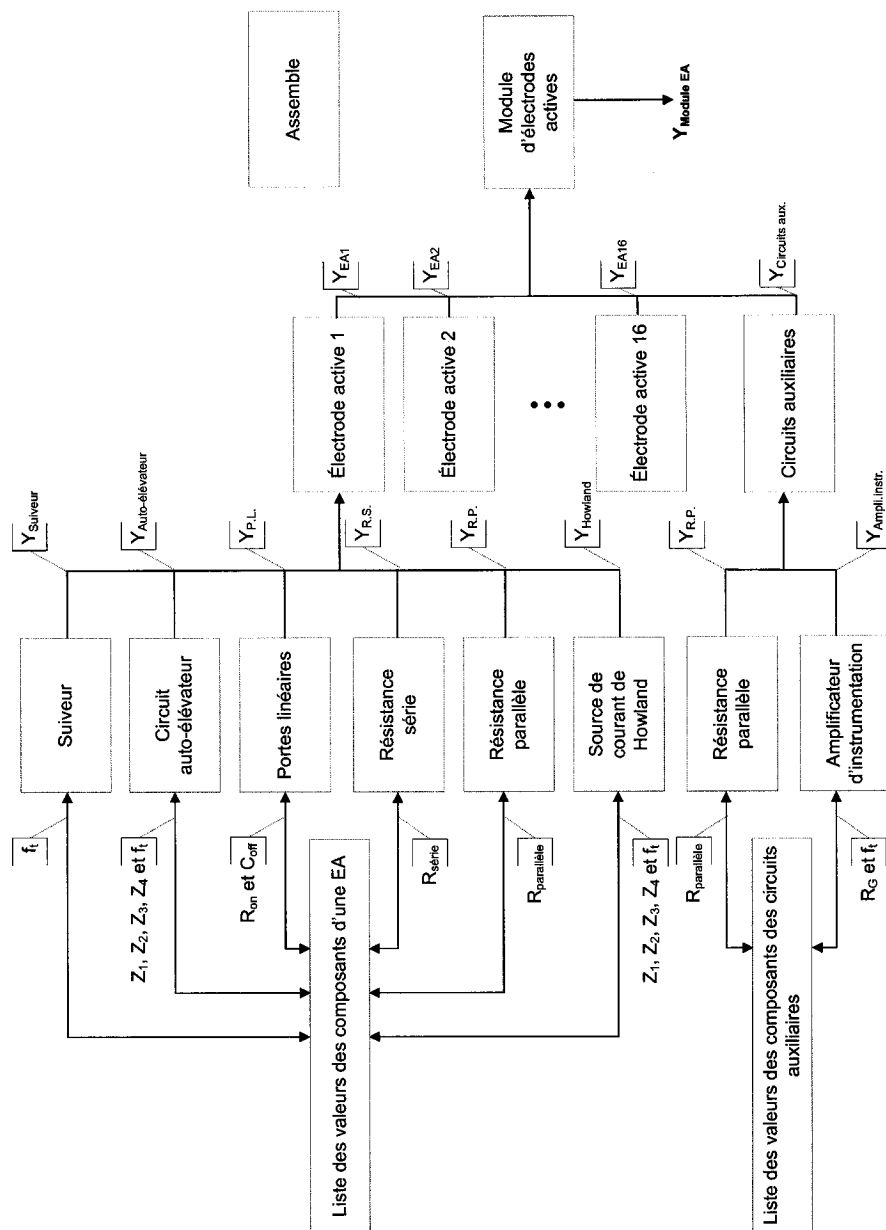 Liste des valeurs des composants d'une EA
Liste des valeurs des composants des circuits
auxiliaires
f_t
Z_1, Z_2, Z_3, Z_4 et f_t
R_on et C_off
R_série
R_parallèle
Z_1, Z_2, Z_3, Z_4 et f_t
R_parallèle
R_G et f_t
Suiveur
Circuit
auto-élévateur
Portes linéaires
Résistance
série
Résistance
parallèle
Source de
courant de
Howland
Résistance
parallèle
Amplificateur
d'instrumentation
Y_Suiveur
Y_Auto-élévateur
Y_P.L.
Y_R.S.
Y_R.P.
Y_Howland
Y_R.P.
Y_Ampli.instr.
Électrode active 1
Électrode active 2
•••
Électrode active 16
Circuits auxiliaires
Y_EA1
Y_EA2
Y_EA16
Y_Circuits aux.
Assemble
Module
d'électrodes
actives
Y_Module EA